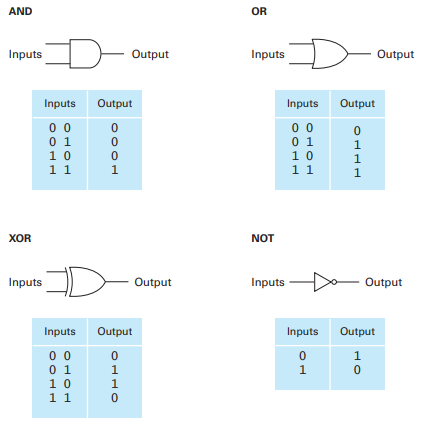 AND
Inputs Output
Inputs Output
0 0 0
0 1 0
1 0 0
1 1 1
OR
Inputs Output
Inputs Output
0 0 0
0 1 1
1 0 1
1 1 1
XOR
Inputs Output
Inputs Output
0 0 0
0 1 1
1 0 1
1 1 0
NOT
Inputs Output
Inputs Output
0 1
1 0